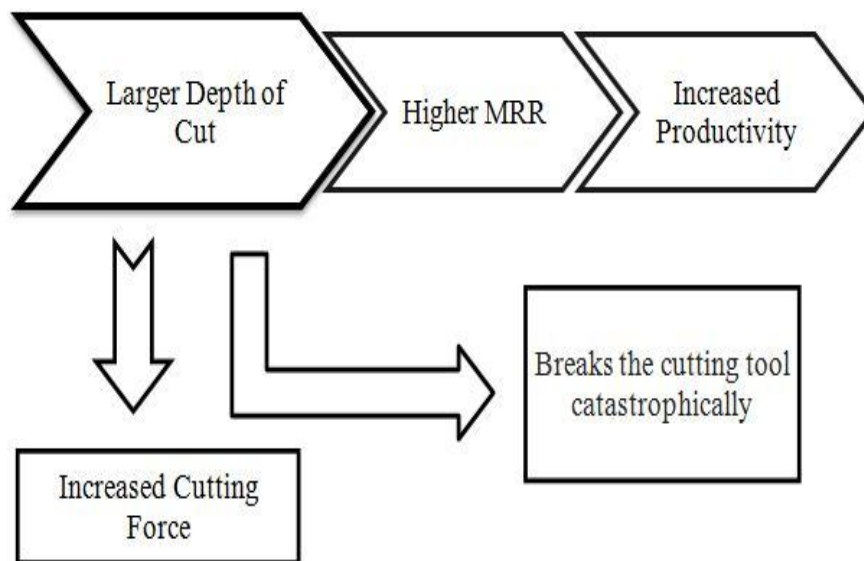 Larger Depth of
Cut
Higher MRR
Increased
Productivity
Breaks the cutting tool
catastrophically
Increased Cutting
Force